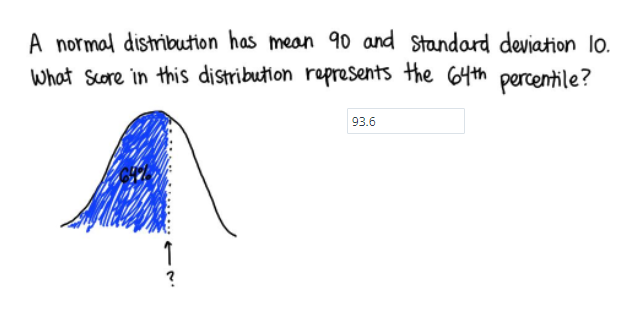 A normal distribution has mean 90 and standard deviation 10.
What score in this distribution represents the 64th percentile?
93.6
64%
?